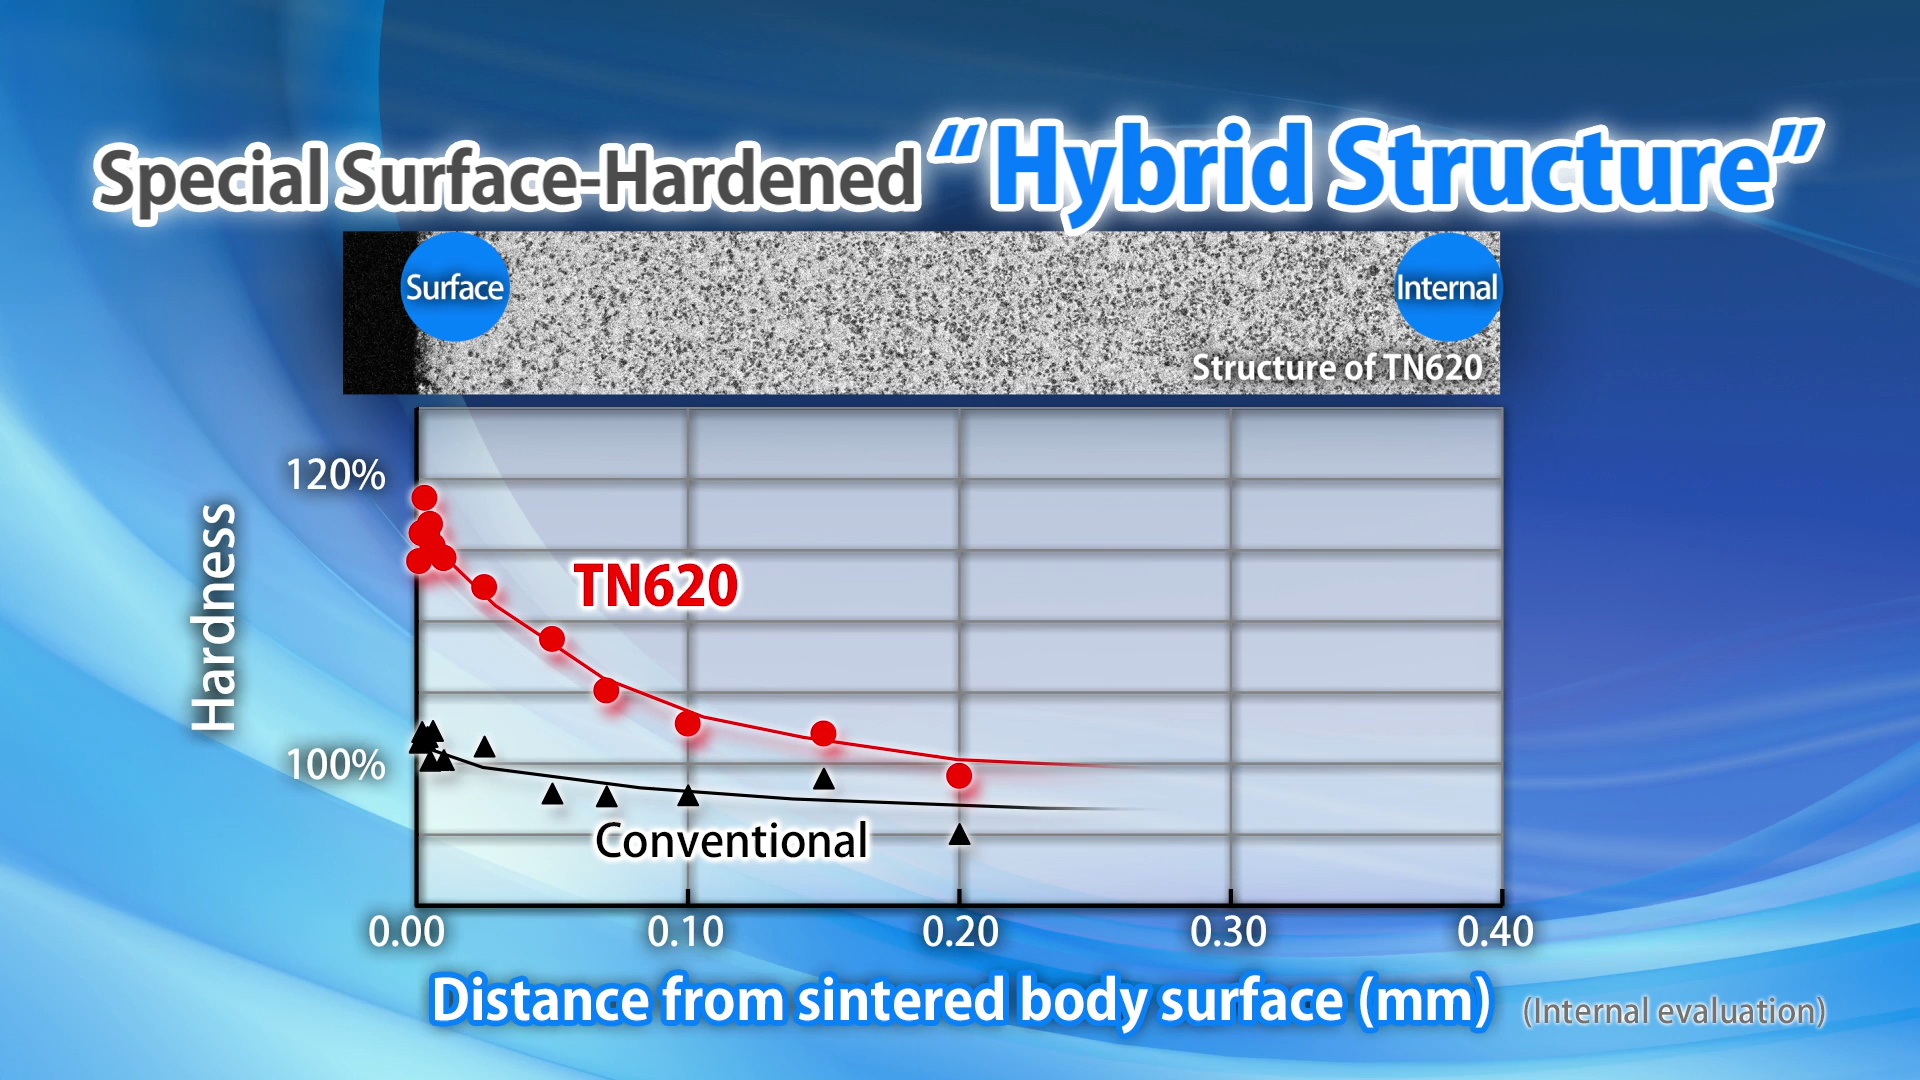 Special Surface-Hardened “Hybrid Structure”
Surface
Internal
Structure of TN620
120%
Hardness
TN620
100%
Conventional
0.00 0.10 0.20 0.30 0.40
Distance from sintered body surface (mm)
(Internal evaluation)